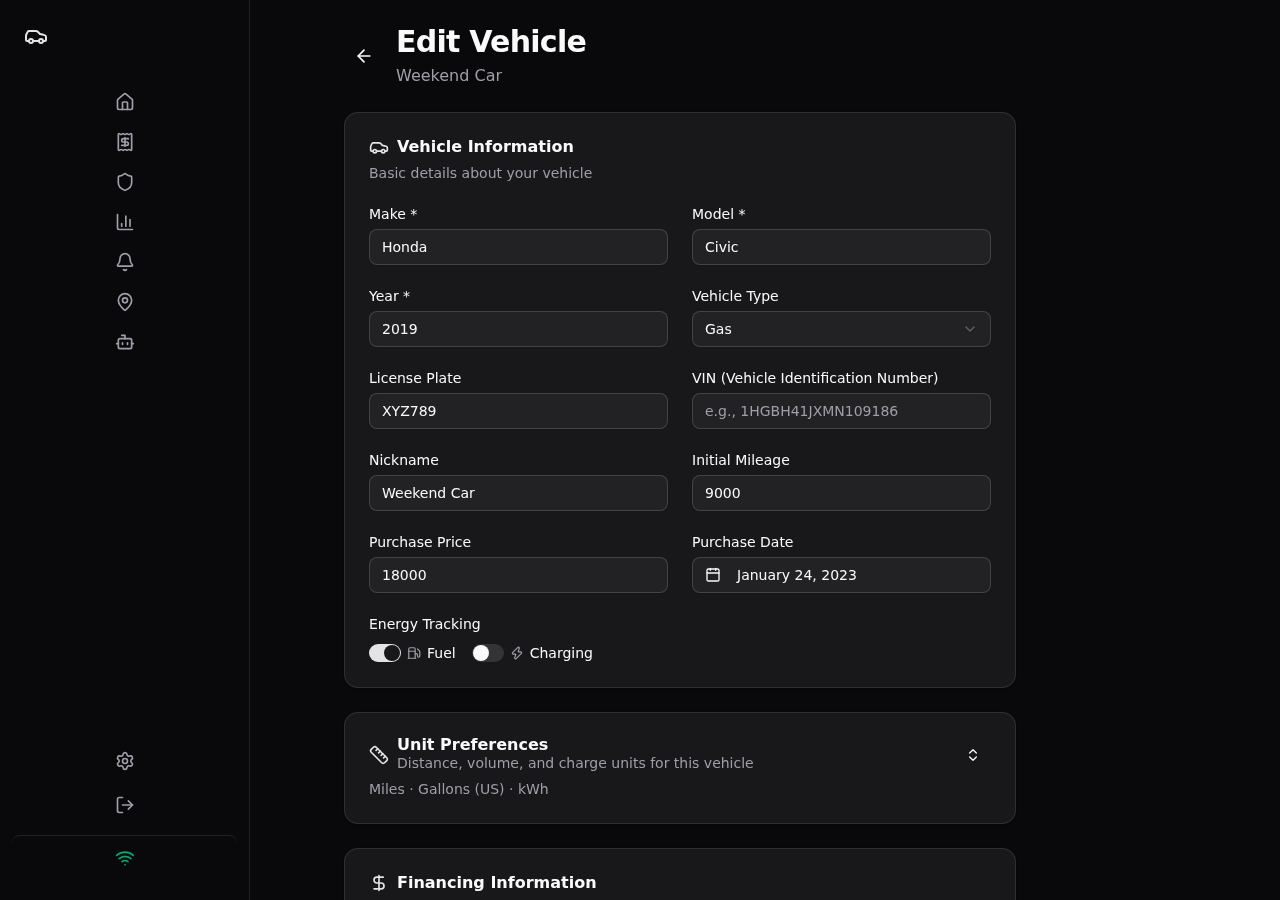 Edit Vehicle
Weekend Car
Vehicle Information
Basic details about your vehicle
Make *
Model *
Honda
Civic
Year *
Vehicle Type
2019
Gas
License Plate
VIN (Vehicle Identification Number)
XYZ789
e.g., 1HGBH41JXMN109186
Nickname
Initial Mileage
Weekend Car
9000
Purchase Price
Purchase Date
18000
January 24, 2023
Energy Tracking
Fuel
Charging
Unit Preferences
Distance, volume, and charge units for this vehicle
Miles · Gallons (US) · kWh
Financing Information